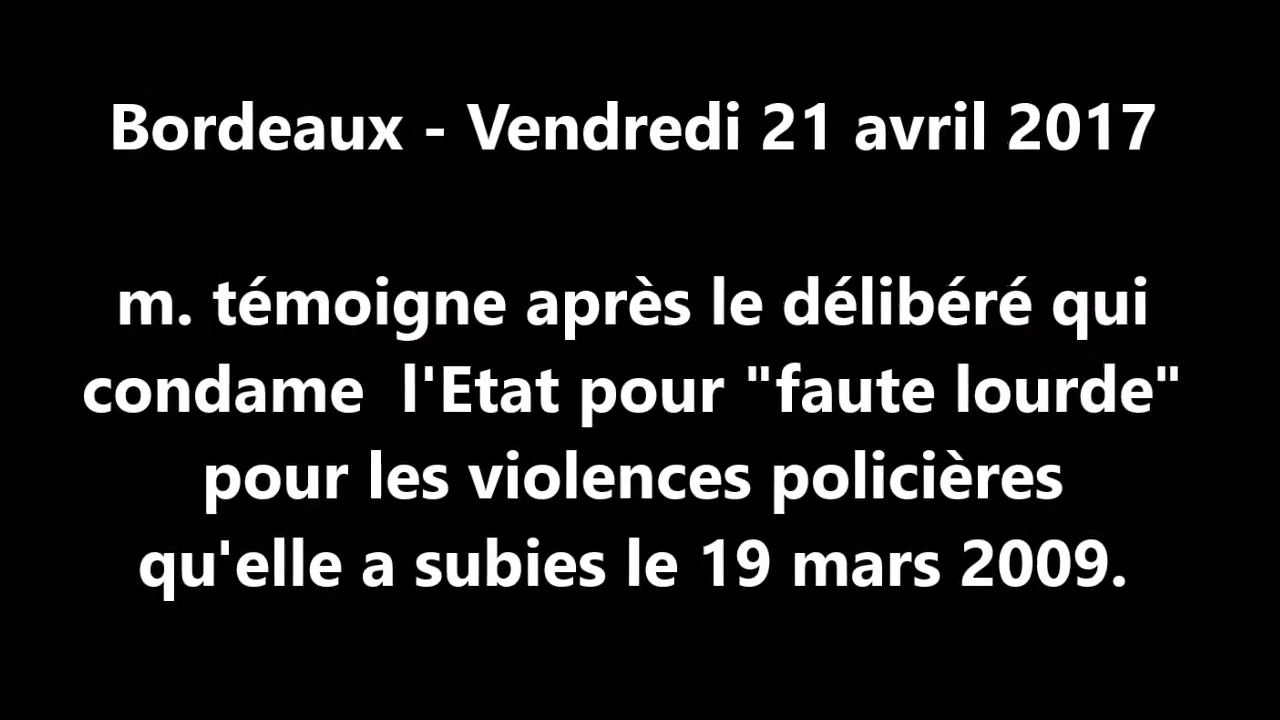 Bordeaux - Vendredi 21 avril 2017
m. témoigne après le délibéré qui
condame  l'Etat pour "faute lourde"
pour les violences policières
qu'elle a subies le 19 mars 2009.